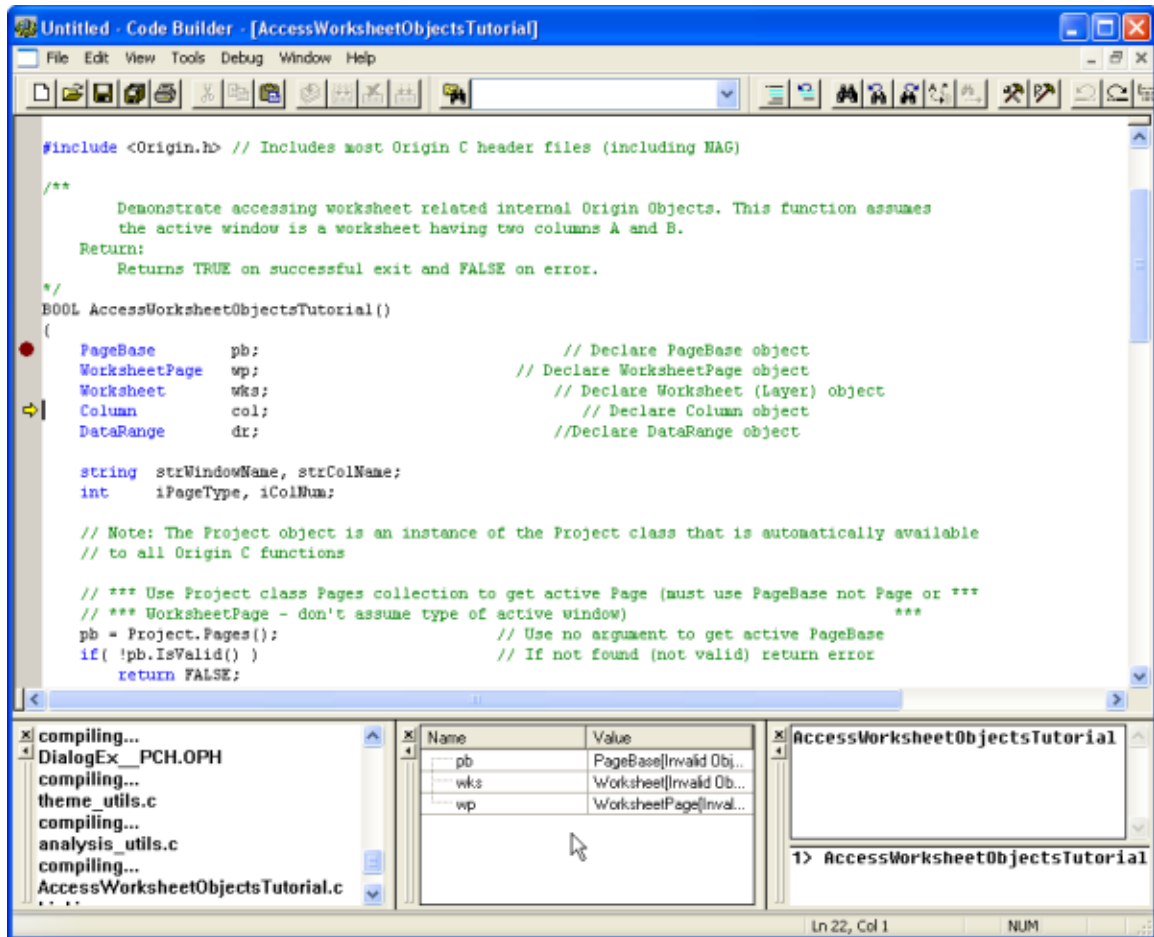 Untitled - Code Builder - [AccessWorksheetObjectsTutorial]
File Edit View Tools Debug Window Help
#include <Origin.h> // Includes most Origin C header files (including NAG)
/**
Demonstrate accessing worksheet related internal Origin Objects. This function assumes
the active window is a worksheet having two columns A and B.
Return:
Returns TRUE on successful exit and FALSE on error.
*/
BOOL AccessWorksheetObjectsTutorial()
{
PageBase pb; // Declare PageBase object
WorksheetPage wp; // Declare WorksheetPage object
Worksheet wks; // Declare Worksheet (Layer) object
Column col; // Declare Column object
DataRange dr; //Declare DataRange object
string strWindowName, strColName;
int iPageType, iColNum;
// Note: The Project object is an instance of the Project class that is automatically available
// to all Origin C functions
// *** Use Project class Pages collection to get active Page (must use PageBase not Page or ***
// *** WorksheetPage - don't assume type of active window) ***
pb = Project.Pages(); // Use no argument to get active PageBase
if( !pb.IsValid() ) // If not found (not valid) return error
return FALSE;
compiling...
DialogEx__PCH.OPH
compiling...
theme_utils.c
compiling...
analysis_utils.c
compiling...
AccessWorksheetObjectsTutorial.c
Name Value
pb PageBase[Invalid Obj...
wks Worksheet[Invalid Ob...
wp WorksheetPage[Inval...
AccessWorksheetObjectsTutorial
1> AccessWorksheetObjectsTutorial
Ln 22, Col 1 NUM